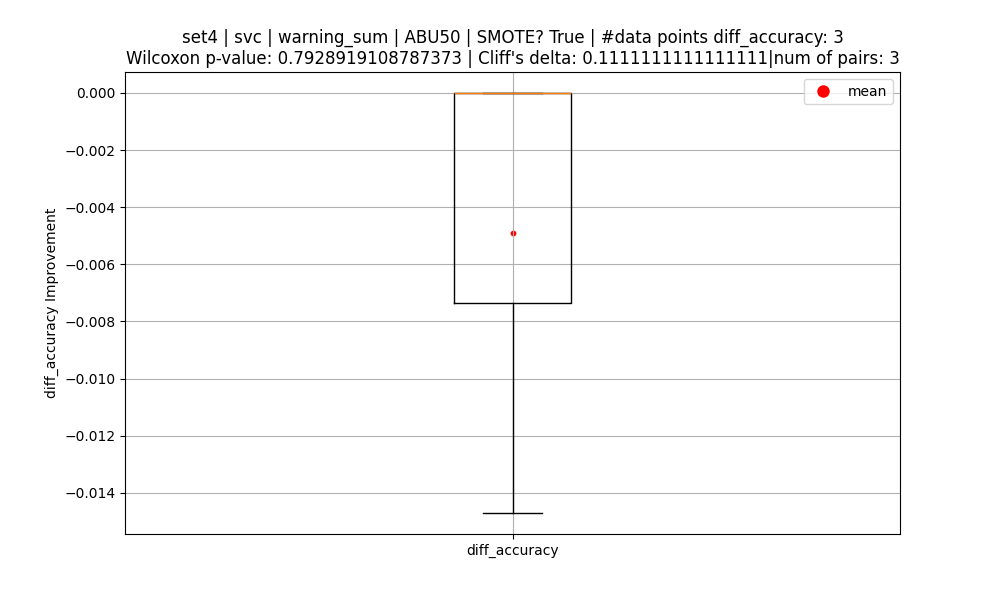 set4 | svc | warning_sum | ABU50 | SMOTE? True | #data points diff_accuracy: 3
Wilcoxon p-value: 0.7928919108787373 | Cliff's delta: 0.1111111111111111|num of pairs: 3
mean
0.000
−0.002
−0.004
−0.006
−0.008
−0.010
−0.012
−0.014
diff_accuracy Improvement
diff_accuracy